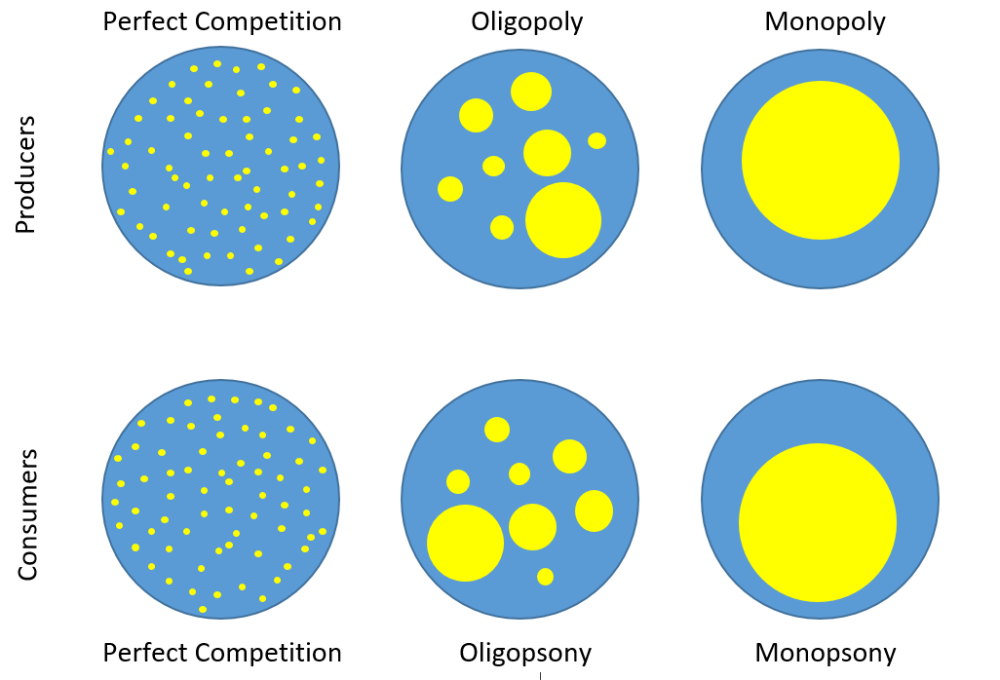 Perfect Competition
Oligopoly
Monopoly
Producers
Consumers
Perfect Competition
Oligopsony
Monopsony